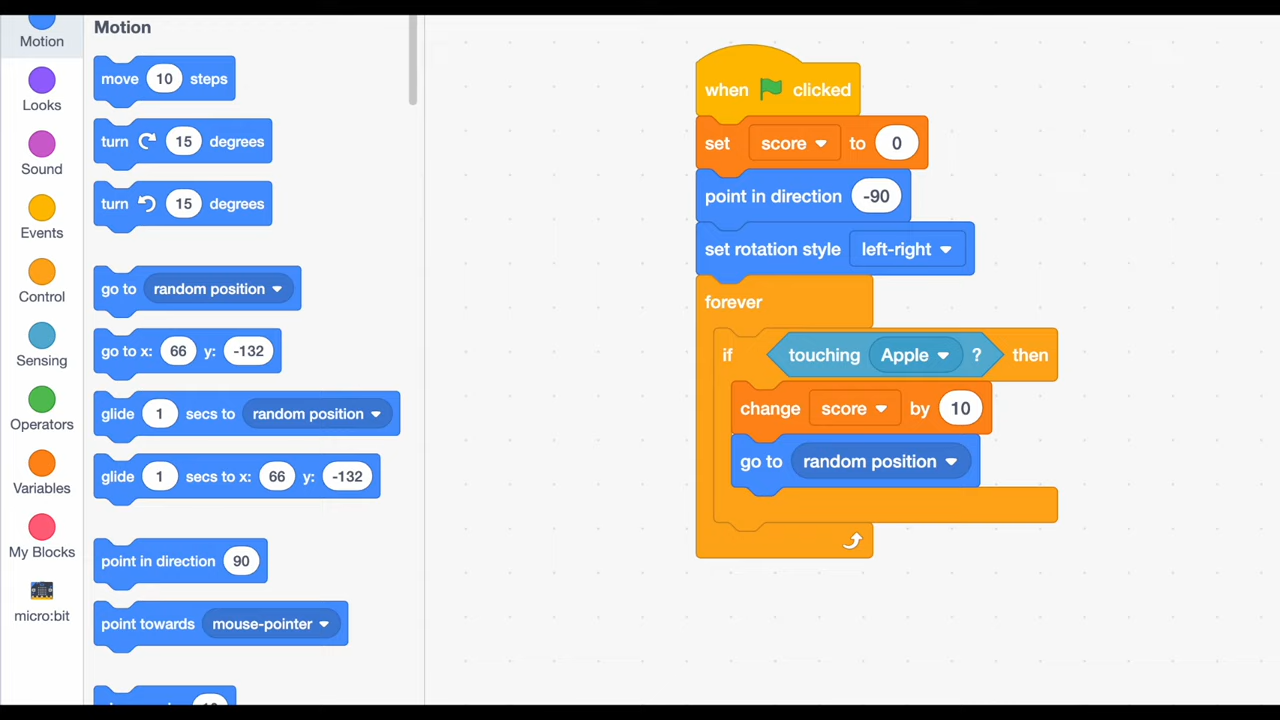 Motion
Looks
Sound
Events
Control
Sensing
Operators
Variables
My Blocks
micro:bit
Motion
move 10 steps
turn 15 degrees
turn 15 degrees
go to random position
go to x: 66 y: -132
glide 1 secs to random position
glide 1 secs to x: 66 y: -132
point in direction 90
point towards mouse-pointer
when clicked
set score to 0
point in direction -90
set rotation style left-right
forever
if touching Apple ? then
change score by 10
go to random position